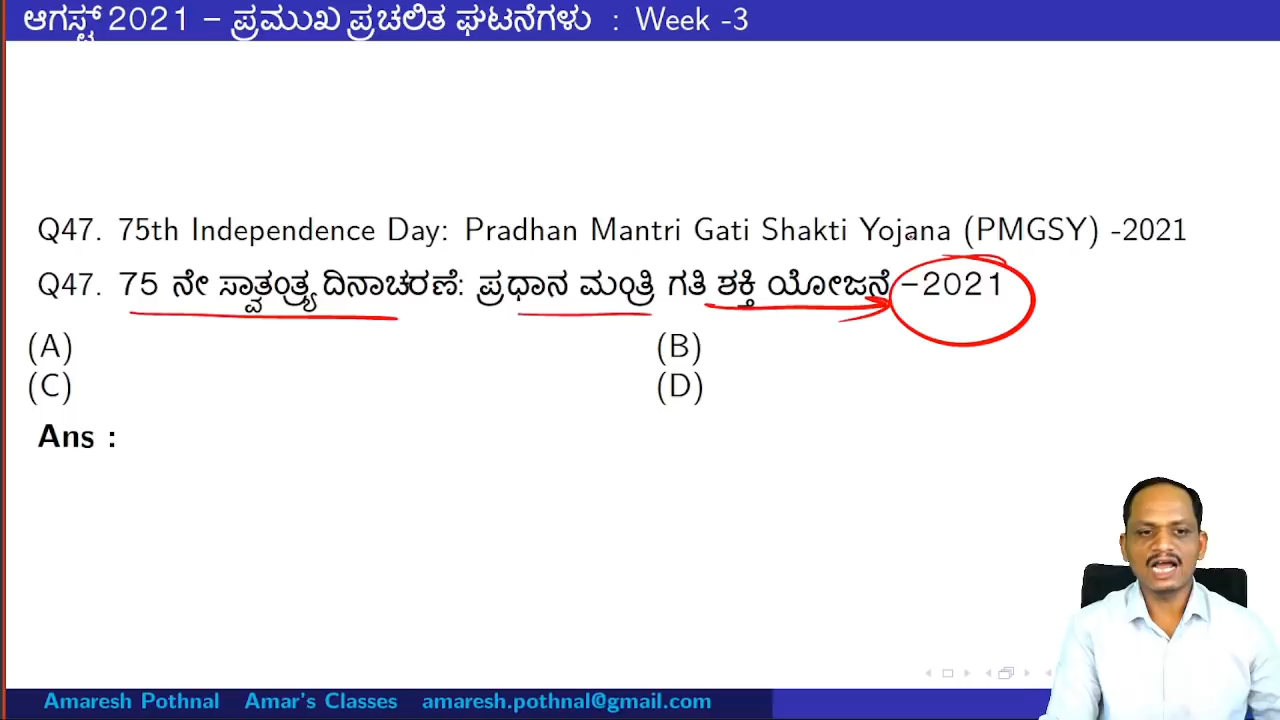 ಆಗಸ್ಟ್ 2021 – ಪ್ರಮುಖ ಪ್ರಚಲಿತ ಘಟನೆಗಳು : Week -3
Q47. 75th Independence Day: Pradhan Mantri Gati Shakti Yojana (PMGSY) -2021
Q47. 75 ನೇ ಸ್ವಾತಂತ್ರ್ಯ ದಿನಾಚರಣೆ: ಪ್ರಧಾನ ಮಂತ್ರಿ ಗತಿ ಶಕ್ತಿ ಯೋಜನೆ –2021
(A) (B)
(C) (D)
Ans :
Amaresh Pothnal Amar's Classes amaresh.pothnal@gmail.com